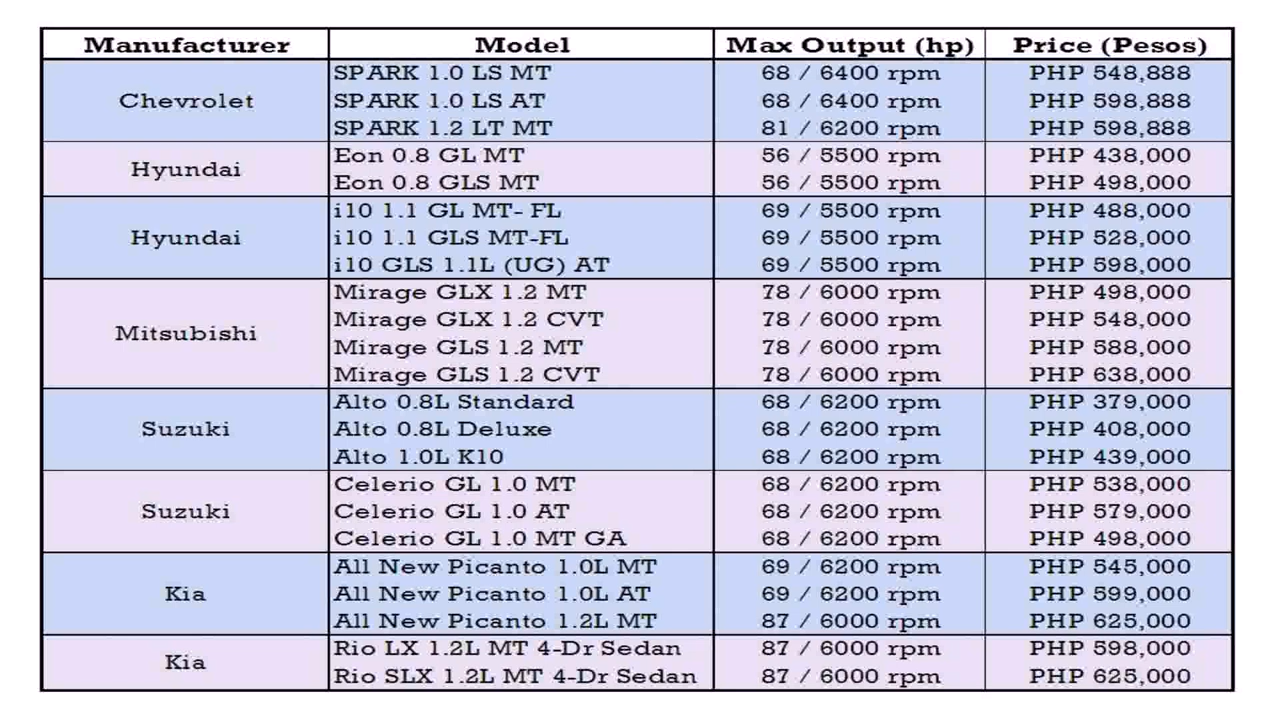 Manufacturer Model Max Output (hp) Price (Pesos)
Chevrolet
SPARK 1.0 LS MT 68 / 6400 rpm PHP 548,888
SPARK 1.0 LS AT 68 / 6400 rpm PHP 598,888
SPARK 1.2 LT MT 81 / 6200 rpm PHP 598,888
Hyundai
Eon 0.8 GL MT 56 / 5500 rpm PHP 438,000
Eon 0.8 GLS MT 56 / 5500 rpm PHP 498,000
Hyundai
i10 1.1 GL MT- FL 69 / 5500 rpm PHP 488,000
i10 1.1 GLS MT-FL 69 / 5500 rpm PHP 528,000
i10 GLS 1.1L (UG) AT 69 / 5500 rpm PHP 598,000
Mitsubishi
Mirage GLX 1.2 MT 78 / 6000 rpm PHP 498,000
Mirage GLX 1.2 CVT 78 / 6000 rpm PHP 548,000
Mirage GLS 1.2 MT 78 / 6000 rpm PHP 588,000
Mirage GLS 1.2 CVT 78 / 6000 rpm PHP 638,000
Suzuki
Alto 0.8L Standard 68 / 6200 rpm PHP 379,000
Alto 0.8L Deluxe 68 / 6200 rpm PHP 408,000
Alto 1.0L K10 68 / 6200 rpm PHP 439,000
Suzuki
Celerio GL 1.0 MT 68 / 6200 rpm PHP 538,000
Celerio GL 1.0 AT 68 / 6200 rpm PHP 579,000
Celerio GL 1.0 MT GA 68 / 6200 rpm PHP 498,000
Kia
All New Picanto 1.0L MT 69 / 6200 rpm PHP 545,000
All New Picanto 1.0L AT 69 / 6200 rpm PHP 599,000
All New Picanto 1.2L MT 87 / 6000 rpm PHP 625,000
Kia
Rio LX 1.2L MT 4-Dr Sedan 87 / 6000 rpm PHP 598,000
Rio SLX 1.2L MT 4-Dr Sedan 87 / 6000 rpm PHP 625,000